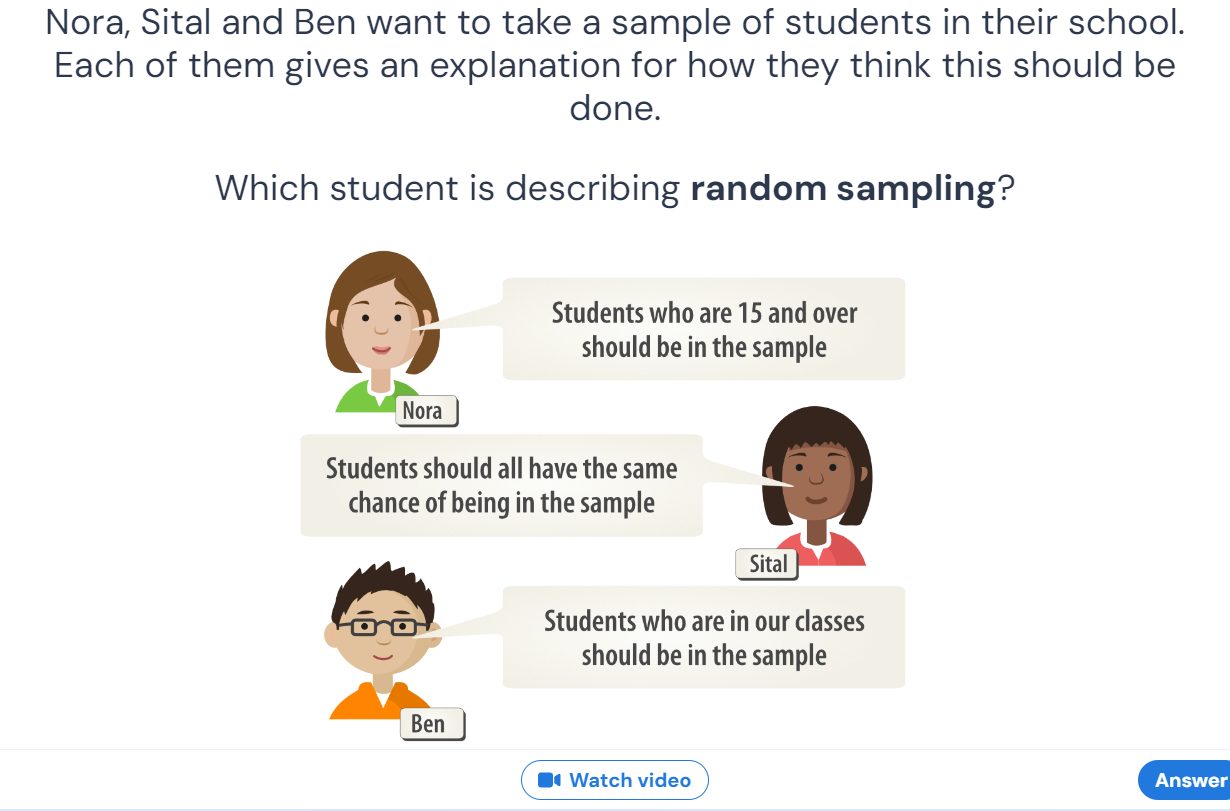 Nora, Sital and Ben want to take a sample of students in their school.
Each of them gives an explanation for how they think this should be
done.
Which student is describing random sampling?
Students who are 15 and over
should be in the sample
Nora
Students should all have the same
chance of being in the sample
Sital
Students who are in our classes
should be in the sample
Ben
Watch video
Answer